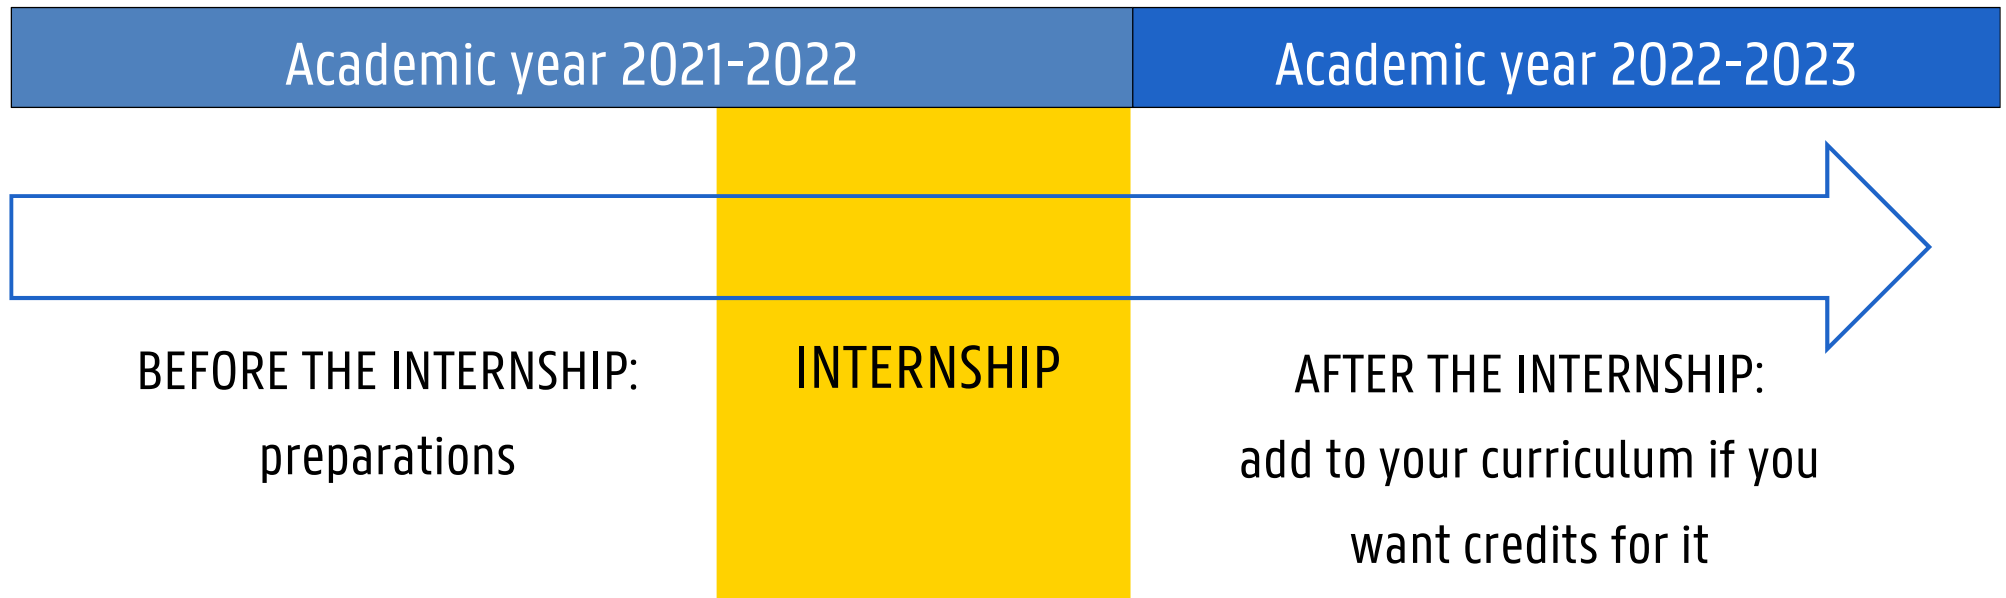 Academic year 2021-2022
Academic year 2022-2023
BEFORE THE INTERNSHIP:
preparations
INTERNSHIP
AFTER THE INTERNSHIP:
add to your curriculum if you
want credits for it